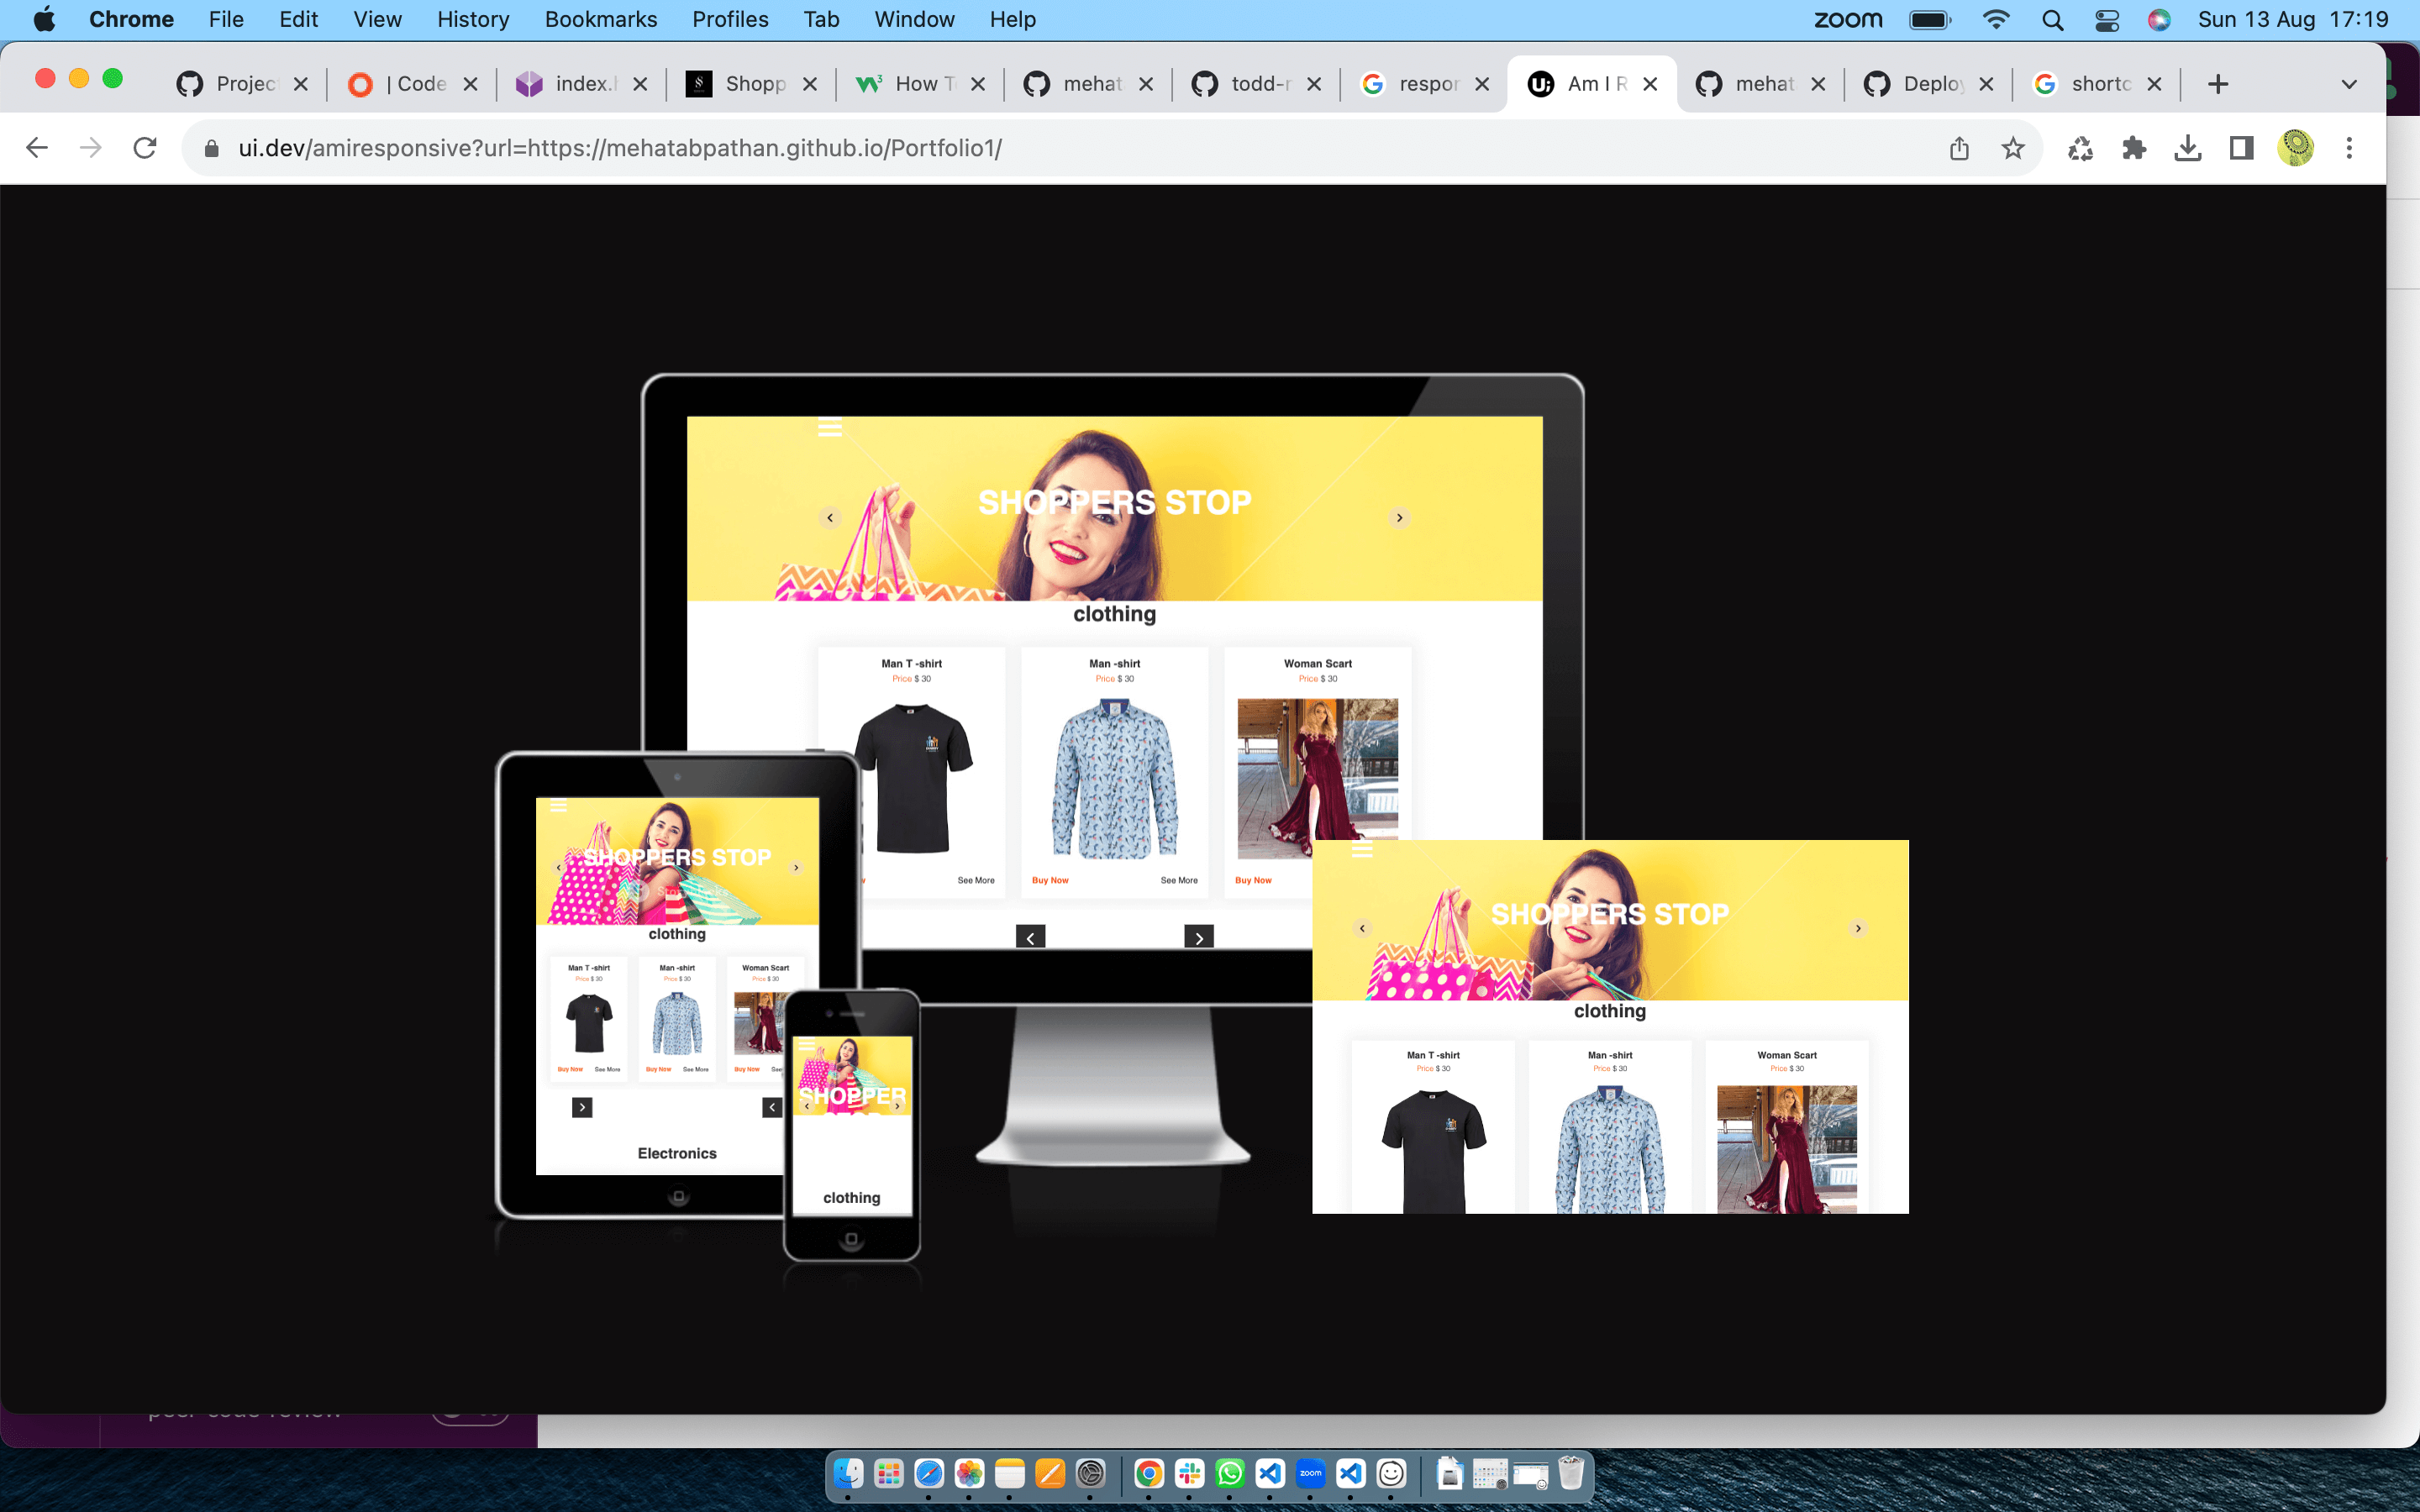 Chrome File Edit View History Bookmarks Profiles Tab Window Help zoom Sun 13 Aug 17:19
Projec | Code index.h Shopp How T mehat todd-r respor Am I R mehat Deploy shortc
ui.dev/amiresponsive?url=https://mehatabpathan.github.io/Portfolio1/
SHOPPERS STOP
clothing
Man T -shirt Man -shirt Woman Scart
Price $ 30 Price $ 30 Price $ 30
See More Buy Now See More Buy Now
SHOPPERS STOP
clothing
Man T -shirt Man -shirt Woman Scart
Price $ 30 Price $ 30 Price $ 30
Buy Now See More Buy Now See More Buy Now See
Electronics
SHOPPER
clothing
SHOPPERS STOP
clothing
Man T -shirt Man -shirt Woman Scart
Price $ 30 Price $ 30 Price $ 30
zoom